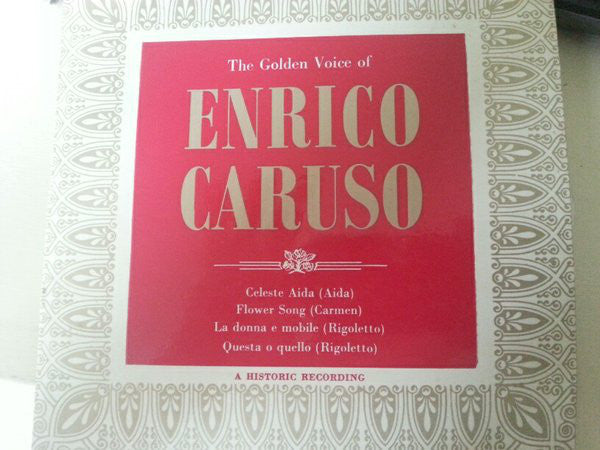 The Golden Voice of
ENRICO
CARUSO
Celeste Aida (Aida)
Flower Song (Carmen)
La donna e mobile (Rigoletto)
Questa o quello (Rigoletto)
A HISTORIC RECORDING